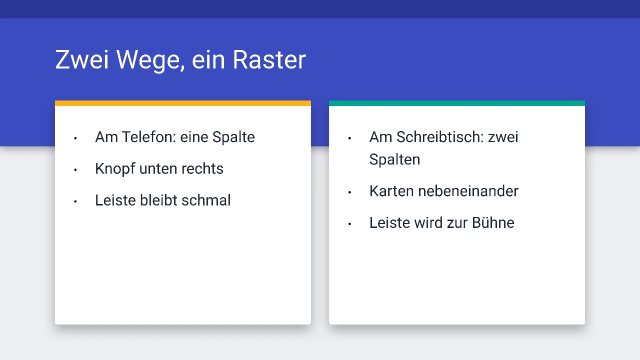 Zwei Wege, ein Raster
• Am Telefon: eine Spalte
• Knopf unten rechts
• Leiste bleibt schmal
• Am Schreibtisch: zwei
Spalten
• Karten nebeneinander
• Leiste wird zur Bühne